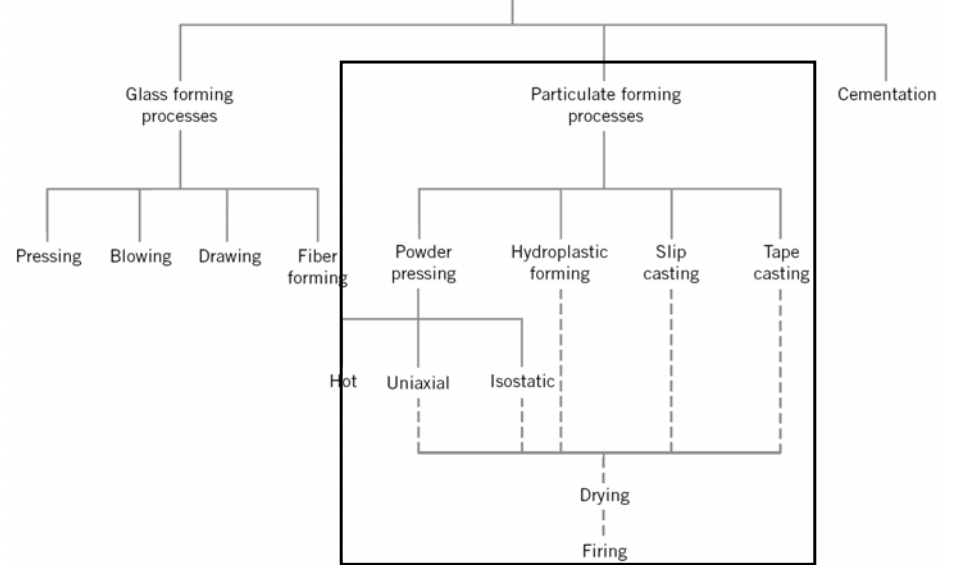 Glass forming
processes
Particulate forming
processes
Cementation
Pressing
Blowing
Drawing
Fiber
forming
Powder
pressing
Hydroplastic
forming
Slip
casting
Tape
casting
Hot
Uniaxial
Isostatic
Drying
Firing